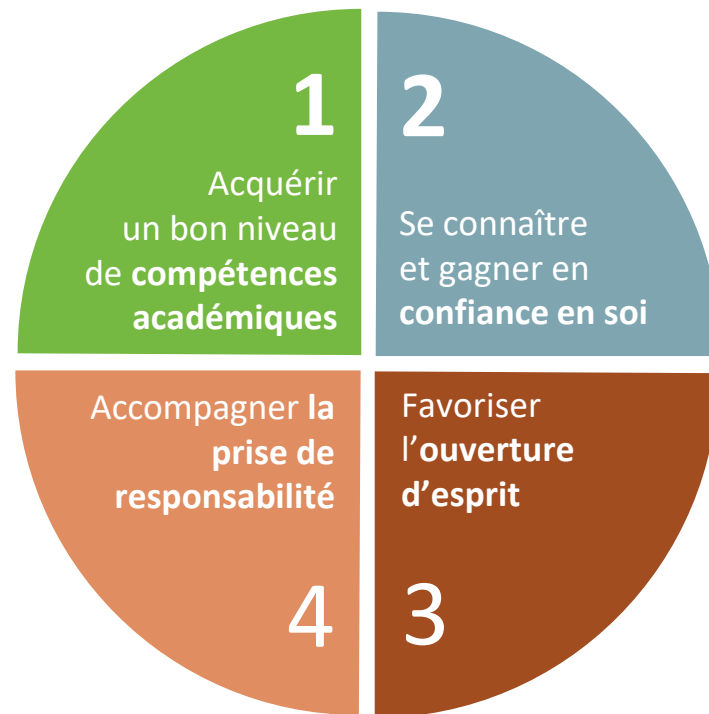 1
Acquérir
un bon niveau
de compétences
académiques
2
Se connaître
et gagner en
confiance en soi
Favoriser
l’ouverture
d’esprit
3
Accompagner la
prise de
responsabilité
4